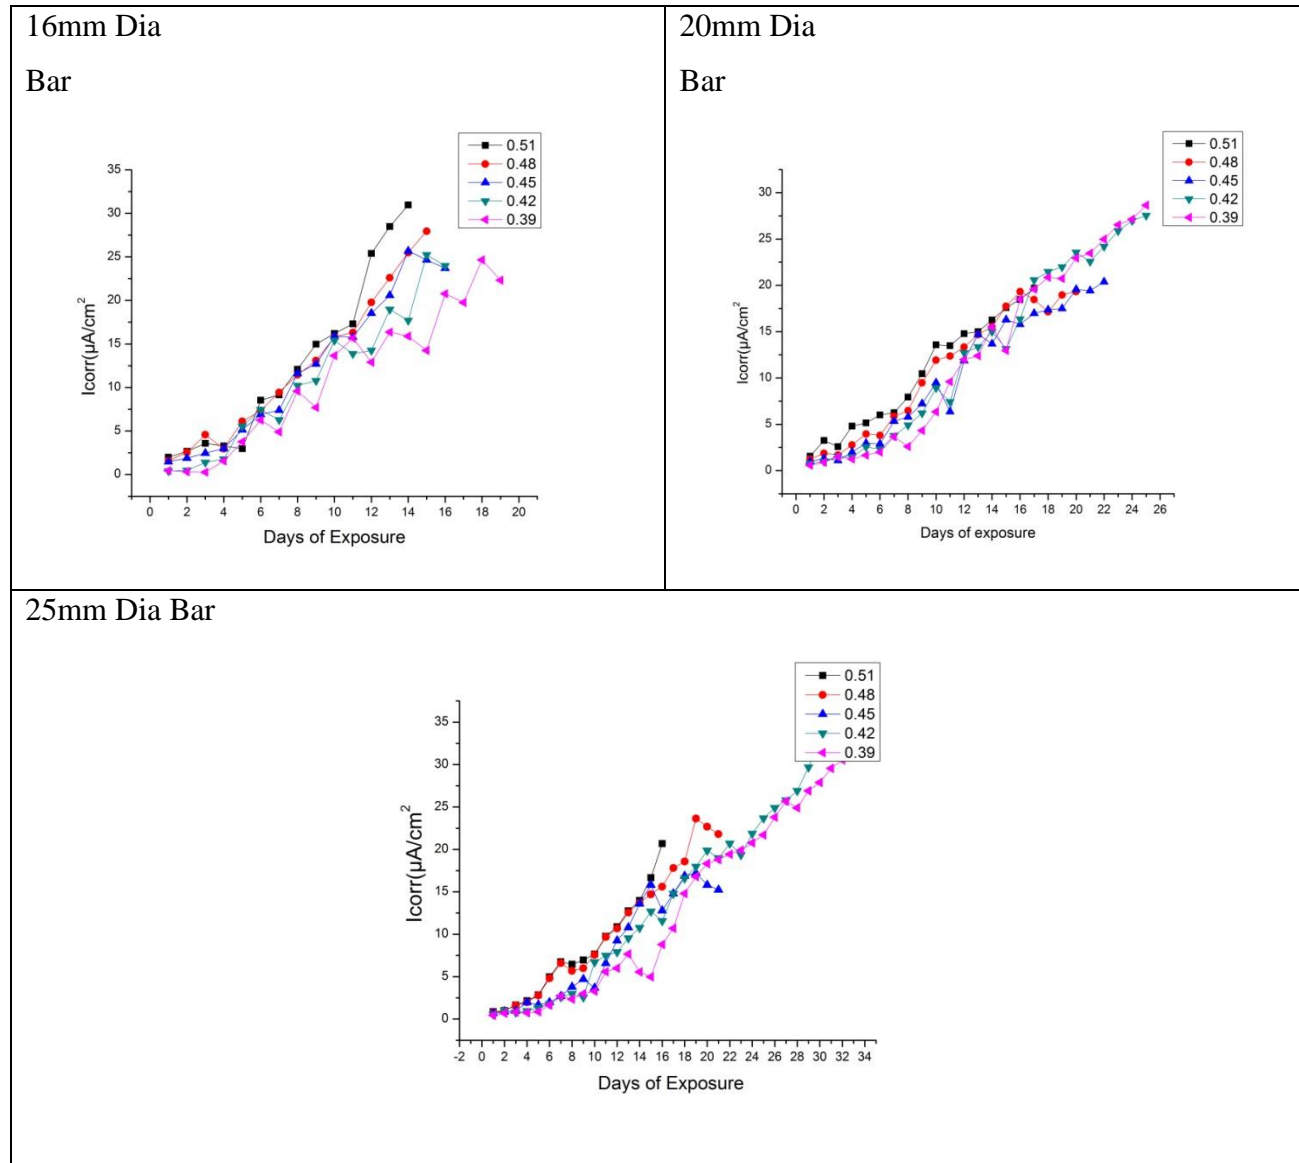 16mm Dia
Bar
0.51
0.48
0.45
0.42
0.39
35
30
25
20
15
10
5
0
Icorr(µA/cm²
0 2 4 6 8 10 12 14 16 18 20
Days of Exposure
20mm Dia
Bar
0.51
0.48
0.45
0.42
0.39
30
25
20
15
10
5
0
Icorr(µA/cm²
0 2 4 6 8 10 12 14 16 18 20 22 24 26
Days of exposure
25mm Dia Bar
0.51
0.48
0.45
0.42
0.39
35
30
25
20
15
10
5
0
Icorr(µA/cm²
-2 0 2 4 6 8 10 12 14 16 18 20 22 24 26 28 30 32 34
Days of Exposure